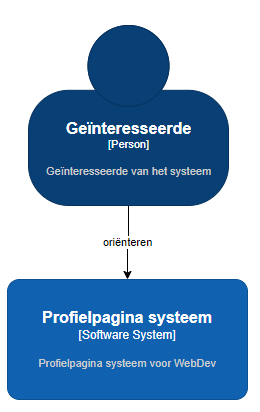 Geïnteresseerde
[Person]
Geïnteresseerde van het systeem
oriënteren
Profielpagina systeem
[Software System]
Profielpagina systeem voor WebDev